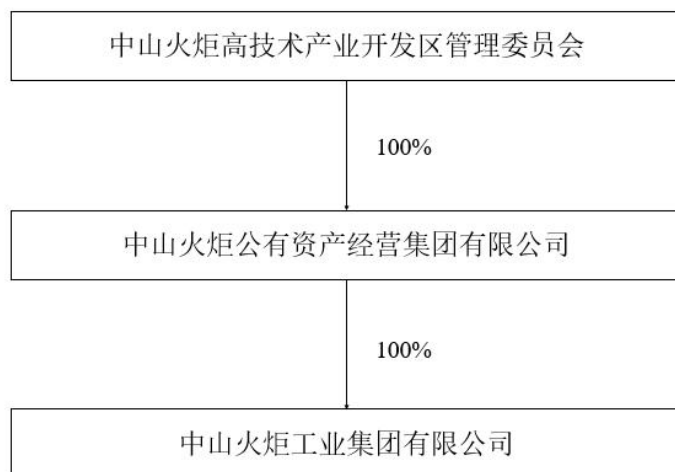 中山火炬高技术产业开发区管理委员会
100%
中山火炬公有资产经营集团有限公司
100%
中山火炬工业集团有限公司